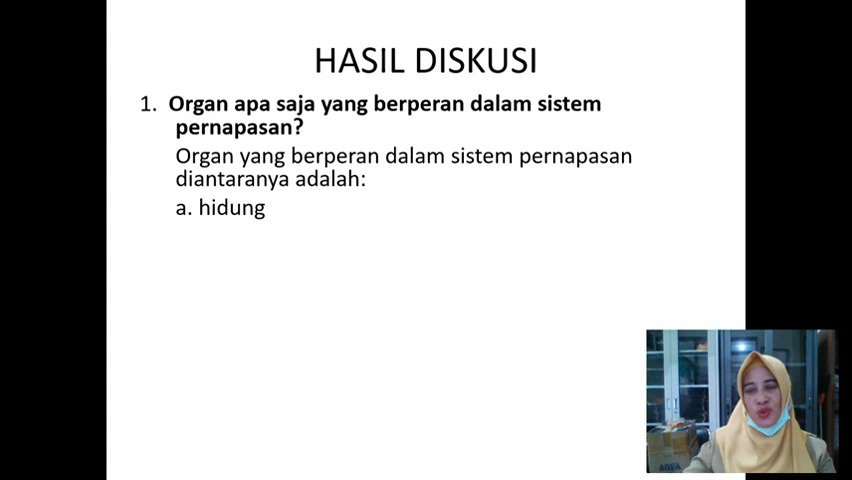 HASIL DISKUSI
1. Organ apa saja yang berperan dalam sistem
pernapasan?
Organ yang berperan dalam sistem pernapasan
diantaranya adalah:
a. hidung